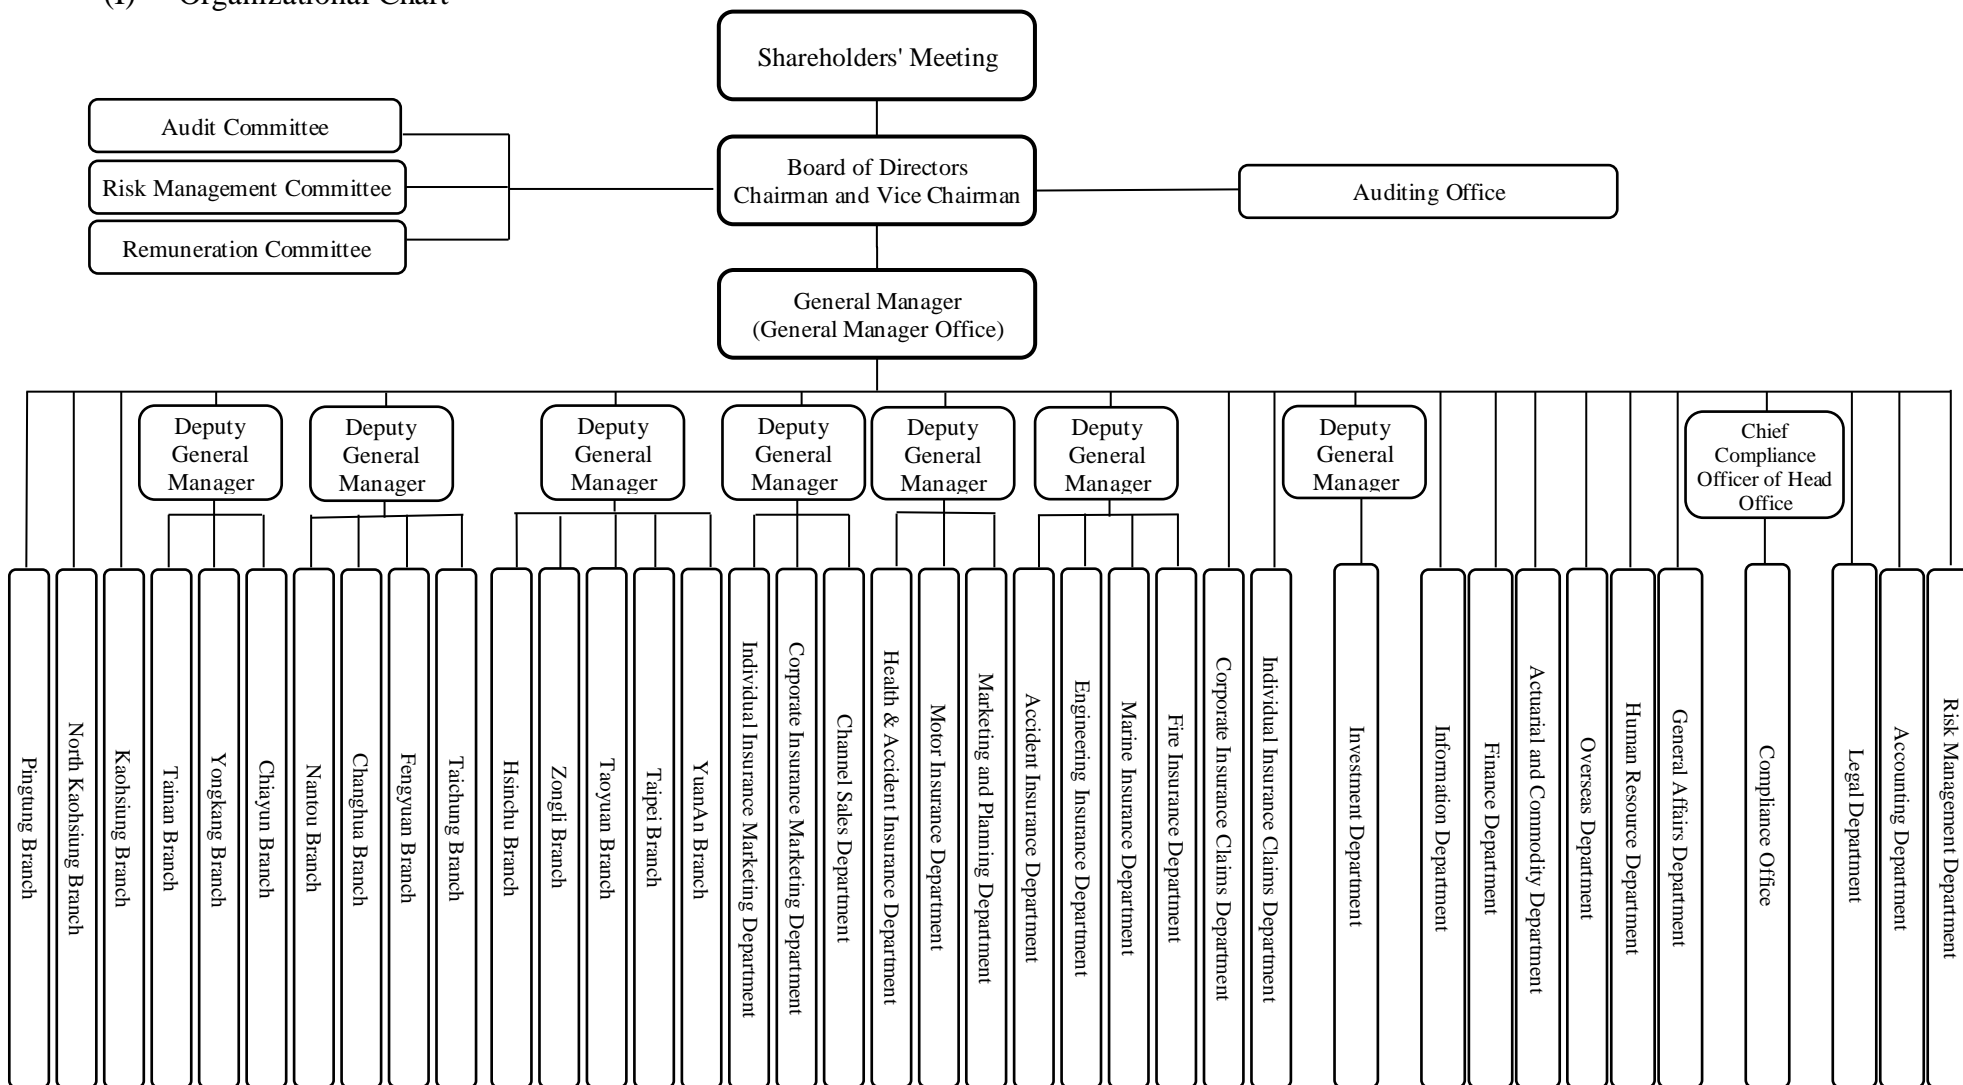 (I) Organizational Chart
Shareholders' Meeting
Audit Committee
Risk Management Committee
Remuneration Committee
Board of Directors
Chairman and Vice Chairman
Auditing Office
General Manager
(General Manager Office)
Deputy
General
Manager
Deputy
General
Manager
Deputy
General
Manager
Deputy
General
Manager
Deputy
General
Manager
Deputy
General
Manager
Deputy
General
Manager
Chief
Compliance
Officer of Head
Office
Pingtung Branch
North Kaohsiung Branch
Kaohsiung Branch
Tainan Branch
Yongkang Branch
Chiayun Branch
Nantou Branch
Changhua Branch
Fengyuan Branch
Taichung Branch
Hsinchu Branch
Zongli Branch
Taoyuan Branch
Taipei Branch
YuanAn Branch
Individual Insurance Marketing Department
Corporate Insurance Marketing Department
Channel Sales Department
Health & Accident Insurance Department
Motor Insurance Department
Marketing and Planning Department
Accident Insurance Department
Engineering Insurance Department
Marine Insurance Department
Fire Insurance Department
Corporate Insurance Claims Department
Individual Insurance Claims Department
Investment Department
Information Department
Finance Department
Actuarial and Commodity Department
Overseas Department
Human Resource Department
General Affairs Department
Compliance Office
Legal Department
Accounting Department
Risk Management Department